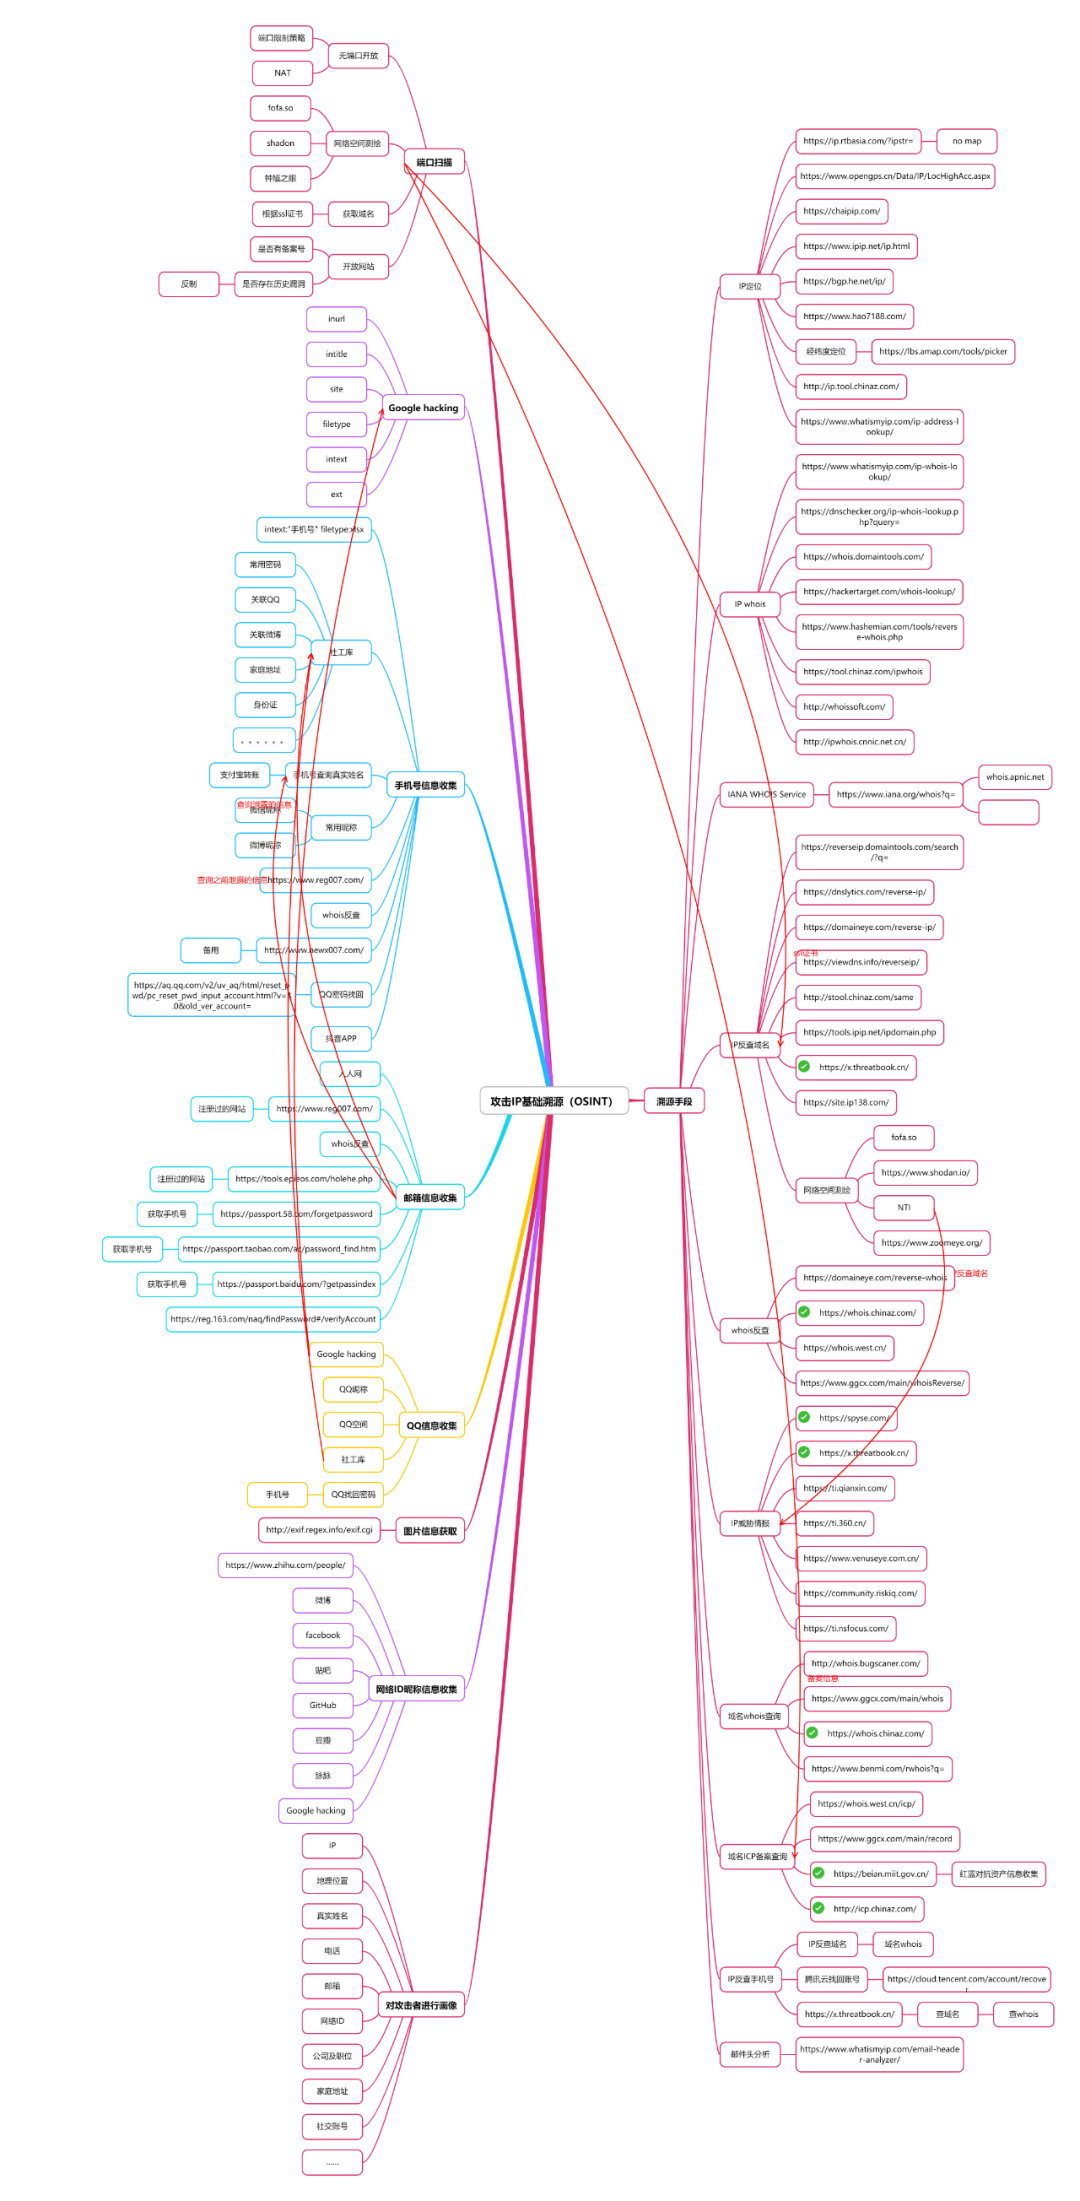 端口限制策略
NAT
无端口开放
fofa.so
shadon
钟馗之眼
网络空间测绘
端口扫描
根据ssl证书
获取域名
是否有备案号
开放网站
反制
是否存在历史漏洞
inurl
intitle
site
filetype
intext
ext
Google hacking
intext:"手机号" filetype:xlsx
常用密码
关联QQ
关联微博
家庭地址
身份证
。。。。。。
社工库
支付宝转账
手机号查询真实姓名
手机号信息收集
查询泄露的信息
微信昵称
微博昵称
常用昵称
查询之前泄露的信息
https://www.reg007.com/
whois反查
备用
http://www.newx007.com/
https://aq.qq.com/v2/uv_aq/html/reset_p
wd/pc_reset_pwd_input_account.html?v=
.0&old_ver_account=
QQ密码找回
抖音APP
人人网
注册过的网站
https://www.reg007.com/
whois反查
注册过的网站
https://tools.epieos.com/holehe.php
邮箱信息收集
获取手机号
https://passport.58.com/forgetpassword
获取手机号
https://passport.taobao.com/ac/password_find.htm
获取手机号
https://passport.baidu.com/?getpassindex
https://reg.163.com/naq/findPassword#/verifyAccount
Google hacking
QQ昵称
QQ空间
社工库
手机号
QQ找回密码
QQ信息收集
http://exif.regex.info/exif.cgi
图片信息获取
https://www.zhihu.com/people/
微博
facebook
贴吧
GitHub
豆瓣
脉脉
Google hacking
网络ID昵称信息收集
IP
地理位置
真实姓名
电话
邮箱
网络ID
公司及职位
家庭地址
社交账号
......
对攻击者进行画像
攻击IP基础溯源（OSINT）
溯源手段
IP定位
https://ip.rtbasia.com/?ipstr=
no map
https://www.opengps.cn/Data/IP/LocHighAcc.aspx
https://chaipip.com/
https://www.ipip.net/ip.html
https://bgp.he.net/ip/
https://www.hao7188.com/
经纬度定位
https://lbs.amap.com/tools/picker
http://ip.tool.chinaz.com/
https://www.whatismyip.com/ip-address-l
ookup/
IP whois
https://www.whatismyip.com/ip-whois-lo
okup/
https://dnschecker.org/ip-whois-lookup.p
hp?query=
https://whois.domaintools.com/
https://hackertarget.com/whois-lookup/
https://www.hashemian.com/tools/revers
e-whois.php
https://tool.chinaz.com/ipwhois
http://whoissoft.com/
http://ipwhois.cnnic.net.cn/
IANA WHOIS Service
https://www.iana.org/whois?q=
whois.apnic.net
IP反查域名
https://reverseip.domaintools.com/search
/?q=
https://dnslytics.com/reverse-ip/
https://domaineye.com/reverse-ip/
ssh证书
https://viewdns.info/reverseip/
http://stool.chinaz.com/same
https://tools.ipip.net/ipdomain.php
https://x.threatbook.cn/
https://site.ip138.com/
网络空间测绘
fofa.so
https://www.shodan.io/
NTI
https://www.zoomeye.org/
whois反查
https://domaineye.com/reverse-whois
反查域名
https://whois.chinaz.com/
https://whois.west.cn/
https://www.ggcx.com/main/whoisReverse/
IP威胁情报
https://spyse.com/
https://x.threatbook.cn/
https://ti.qianxin.com/
https://ti.360.cn/
https://www.venuseye.com.cn/
https://community.riskiq.com/
https://ti.nsfocus.com/
域名whois查询
http://whois.bugscaner.com/
备案信息
https://www.ggcx.com/main/whois
https://whois.chinaz.com/
https://www.benmi.com/rwhois?q=
域名ICP备案查询
https://whois.west.cn/icp/
https://www.ggcx.com/main/record
https://beian.miit.gov.cn/
红蓝对抗资产信息收集
http://icp.chinaz.com/
IP反查手机号
IP反查域名
域名whois
腾讯云找回账号
https://cloud.tencent.com/account/recove
r
https://x.threatbook.cn/
查域名
查whois
邮件头分析
https://www.whatismyip.com/email-heade
r-analyzer/